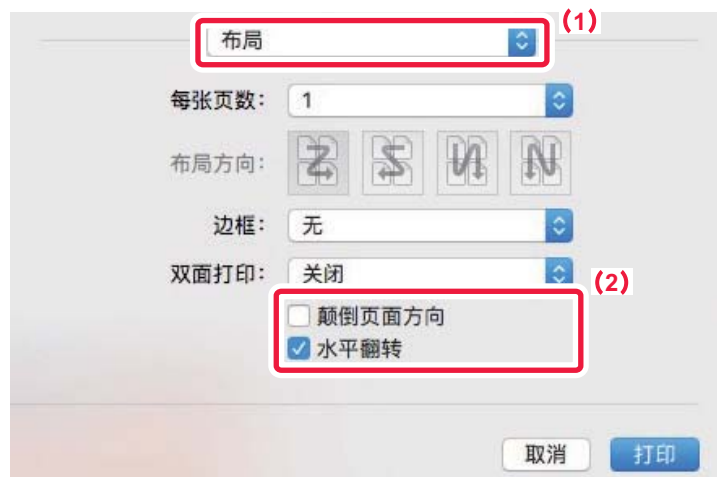 (1)
布局
每张页数： 1
布局方向：
边框： 无
双面打印： 关闭
(2)
颠倒页面方向
水平翻转
取消 打印